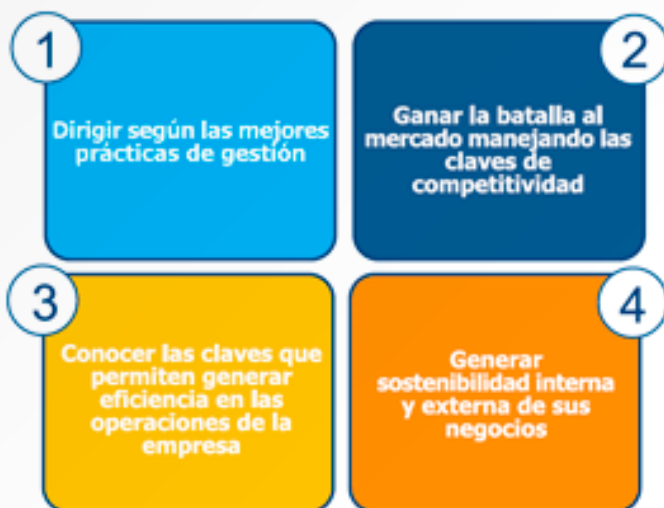 1
Dirigir según las mejores
prácticas de gestión
2
Ganar la batalla al
mercado manejando las
claves de
competitividad
3
Conocer las claves que
permiten generar
eficiencia en las
operaciones de la
empresa
4
Generar
sostenibilidad interna
y externa de sus
negocios